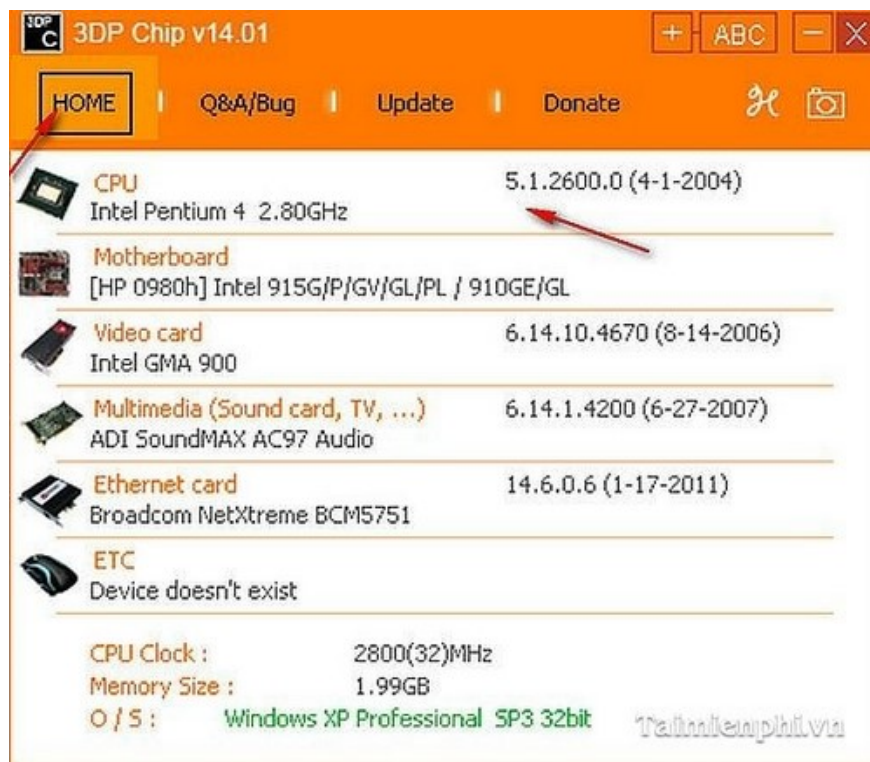 3DP C 3DP Chip v14.01 + ABC
HOME Q&A/Bug Update Donate
CPU 5.1.2600.0 (4-1-2004)
Intel Pentium 4 2.80GHz
Motherboard
[HP 0980h] Intel 915G/P/GV/GL/PL / 910GE/GL
Video card 6.14.10.4670 (8-14-2006)
Intel GMA 900
Multimedia (Sound card, TV, ...) 6.14.1.4200 (6-27-2007)
ADI SoundMAX AC97 Audio
Ethernet card 14.6.0.6 (1-17-2011)
Broadcom NetXtreme BCM5751
ETC
Device doesn't exist
CPU Clock : 2800(32)MHz
Memory Size : 1.99GB
O / S : Windows XP Professional SP3 32bit
Taimienphi.vn